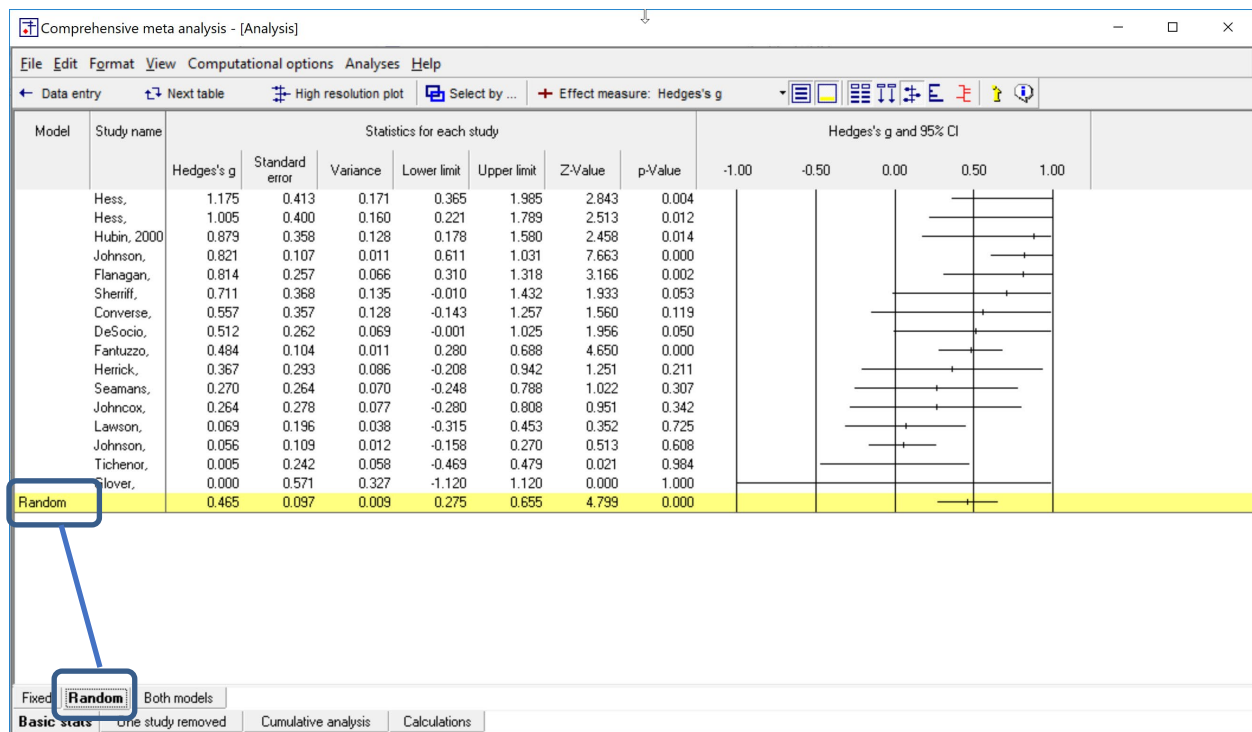 Comprehensive meta analysis - [Analysis]
File Edit Format View Computational options Analyses Help
Data entry Next table High resolution plot Select by ... Effect measure: Hedges's g
Model Study name Statistics for each study Hedges's g and 95% CI
Hedges's g Standard error Variance Lower limit Upper limit Z-Value p-Value -1.00 -0.50 0.00 0.50 1.00
Hess, 1.175 0.413 0.171 0.365 1.985 2.843 0.004
Hess, 1.005 0.400 0.160 0.221 1.789 2.513 0.012
Hubin, 2000 0.879 0.358 0.128 0.178 1.580 2.458 0.014
Johnson, 0.821 0.107 0.011 0.611 1.031 7.663 0.000
Flanagan, 0.814 0.257 0.066 0.310 1.318 3.166 0.002
Sherriff, 0.711 0.368 0.135 -0.010 1.432 1.933 0.053
Converse, 0.557 0.357 0.128 -0.143 1.257 1.560 0.119
DeSocio, 0.512 0.262 0.069 -0.001 1.025 1.956 0.050
Fantuzzo, 0.484 0.104 0.011 0.280 0.688 4.650 0.000
Herrick, 0.367 0.293 0.086 -0.208 0.942 1.251 0.211
Seamans, 0.270 0.264 0.070 -0.248 0.788 1.022 0.307
Johncox, 0.264 0.278 0.077 -0.280 0.808 0.951 0.342
Lawson, 0.069 0.196 0.038 -0.315 0.453 0.352 0.725
Johnson, 0.056 0.109 0.012 -0.158 0.270 0.513 0.608
Tichenor, 0.005 0.242 0.058 -0.469 0.479 0.021 0.984
Glover, 0.000 0.571 0.327 -1.120 1.120 0.000 1.000
Random 0.465 0.097 0.009 0.275 0.655 4.799 0.000
Fixed Random Both models
Basic stats One study removed Cumulative analysis Calculations